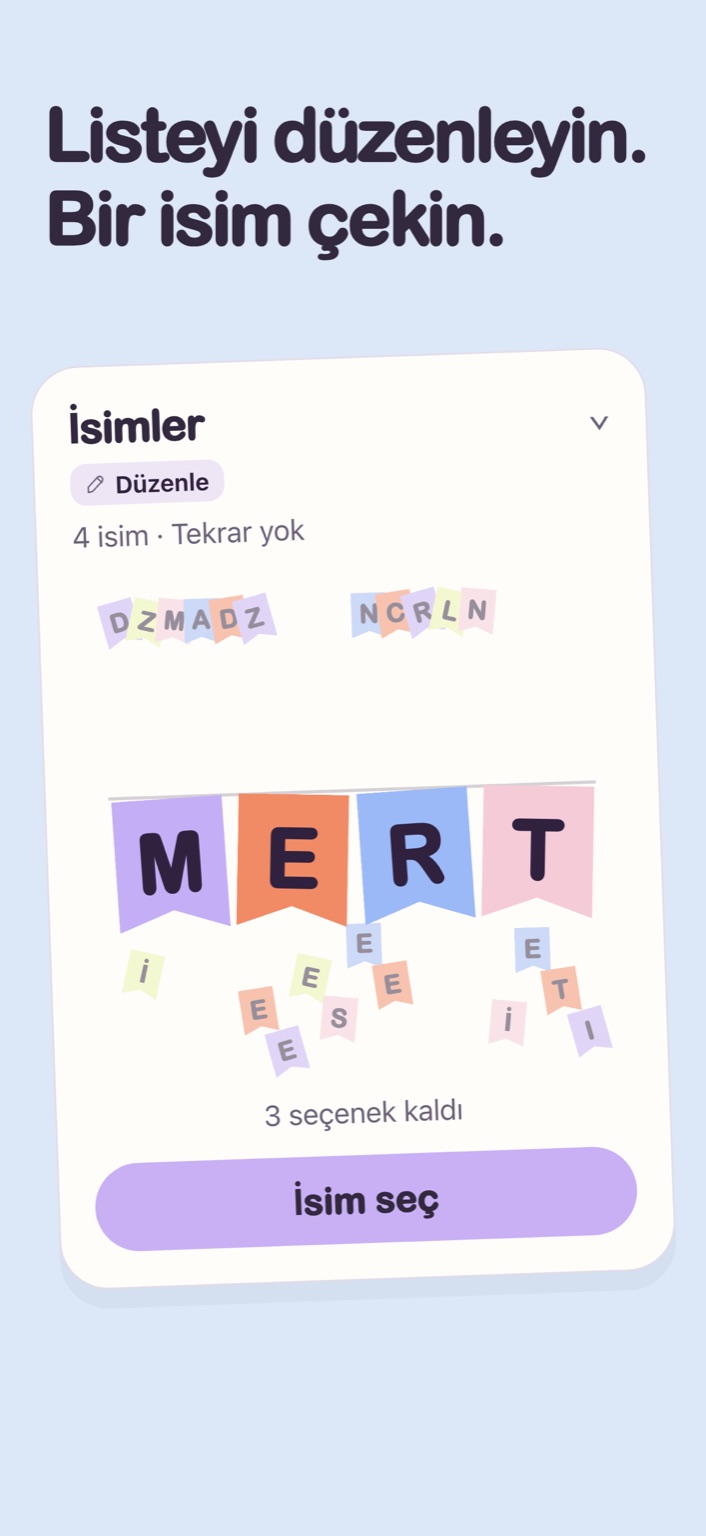 Listeyi düzenleyin.
Bir isim çekin.
İsimler
Düzenle
4 isim · Tekrar yok
DZMADZ
NCRLN
MERT
İ
E
E
E
S
E
E
E
T
İ
I
3 seçenek kaldı
İsim seç